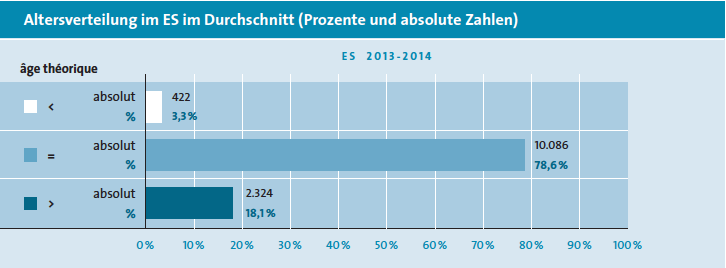 Altersverteilung im ES im Durchschnitt (Prozente und absolute Zahlen)
ES 2013-2014
âge théorique
< absolut 422
% 3,3%
= absolut 10.086
% 78,6%
> absolut 2.324
% 18,1%
0% 10% 20% 30% 40% 50% 60% 70% 80% 90% 100%